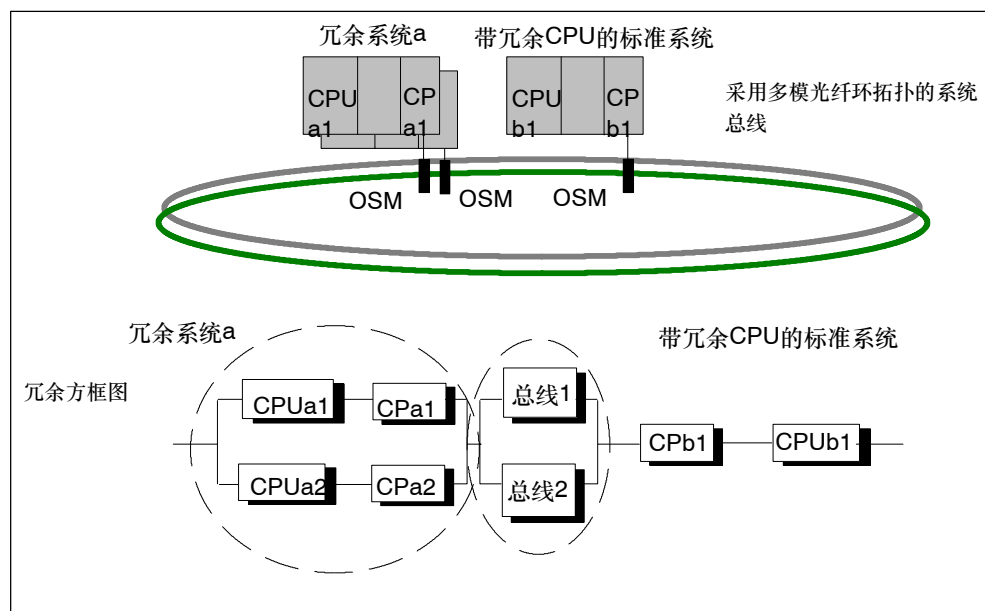 冗余系统a
带冗余CPU的标准系统
CPU
a1
CP
a1
CPU
b1
CP
b1
采用多模光纤环拓扑的系统
总线
OSM
OSM
OSM
冗余系统a
带冗余CPU的标准系统
冗余方框图
CPUa1
CPa1
总线1
CPb1
CPUb1
CPUa2
CPa2
总线2